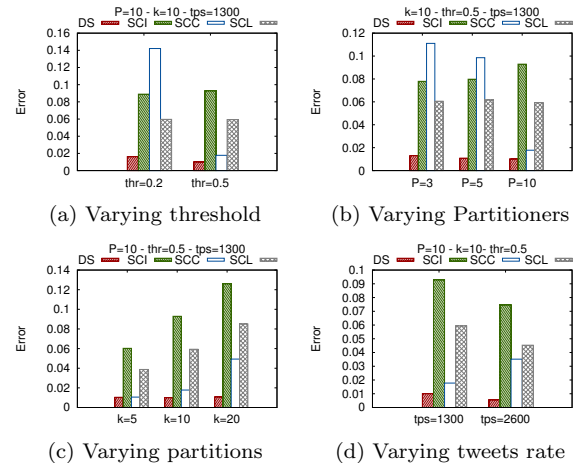 P=10 - k=10 - tps=1300
DS SCI SCC SCL
0.16
0.14
0.12
0.1
0.08
0.06
0.04
0.02
0
Error
thr=0.2 thr=0.5
(a) Varying threshold
k=10 - thr=0.5 - tps=1300
DS SCI SCC SCL
0.12
0.1
0.08
0.06
0.04
0.02
0
Error
P=3 P=5 P=10
(b) Varying Partitioners
P=10 - thr=0.5 - tps=1300
DS SCI SCC SCL
0.14
0.12
0.1
0.08
0.06
0.04
0.02
0
Error
k=5 k=10 k=20
(c) Varying partitions
P=10 - k=10- thr=0.5
DS SCI SCC SCL
0.1
0.09
0.08
0.07
0.06
0.05
0.04
0.03
0.02
0.01
0
Error
tps=1300 tps=2600
(d) Varying tweets rate